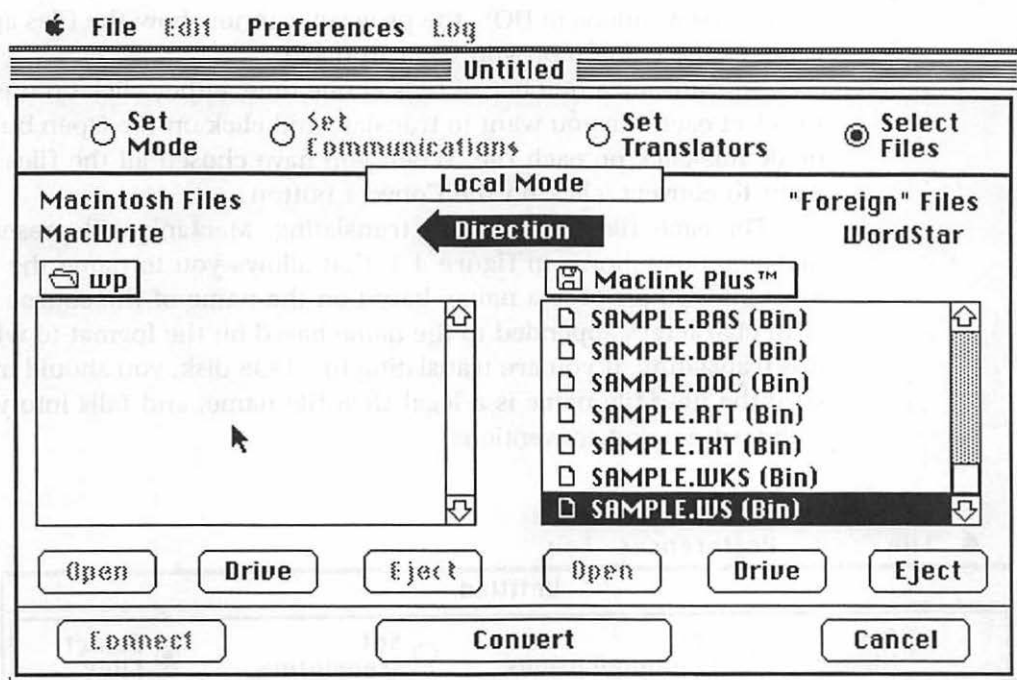 File Edit Preferences Log
Untitled
Set Mode
Set Communications
Set Translators
Select Files
Local Mode
Macintosh Files
"Foreign" Files
MacWrite
Direction
WordStar
wp
Maclink Plus™
SAMPLE.BAS (Bin)
SAMPLE.DBF (Bin)
SAMPLE.DOC (Bin)
SAMPLE.RFT (Bin)
SAMPLE.TXT (Bin)
SAMPLE.WKS (Bin)
SAMPLE.WS (Bin)
Open Drive Eject Open Drive Eject
Connect Convert Cancel